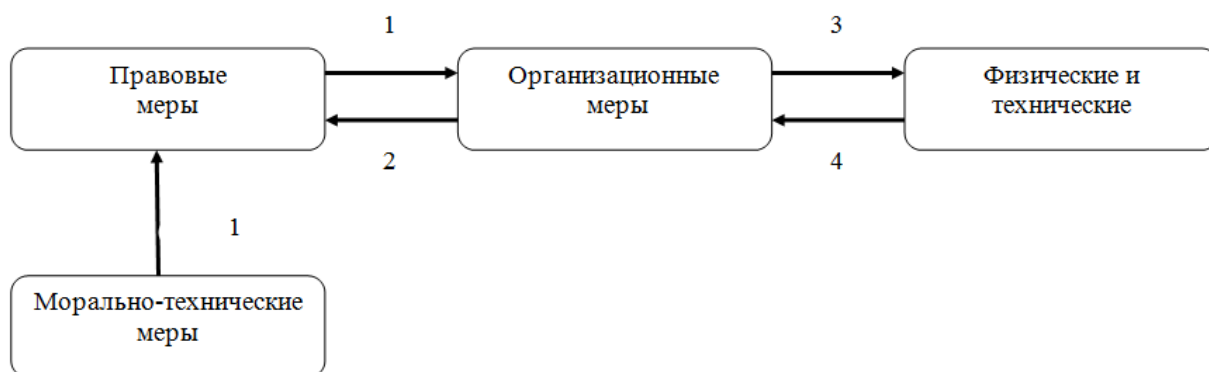 1
3
Правовые
меры
Организационные
меры
Физические и
технические
2
4
1
Морально-технические
меры